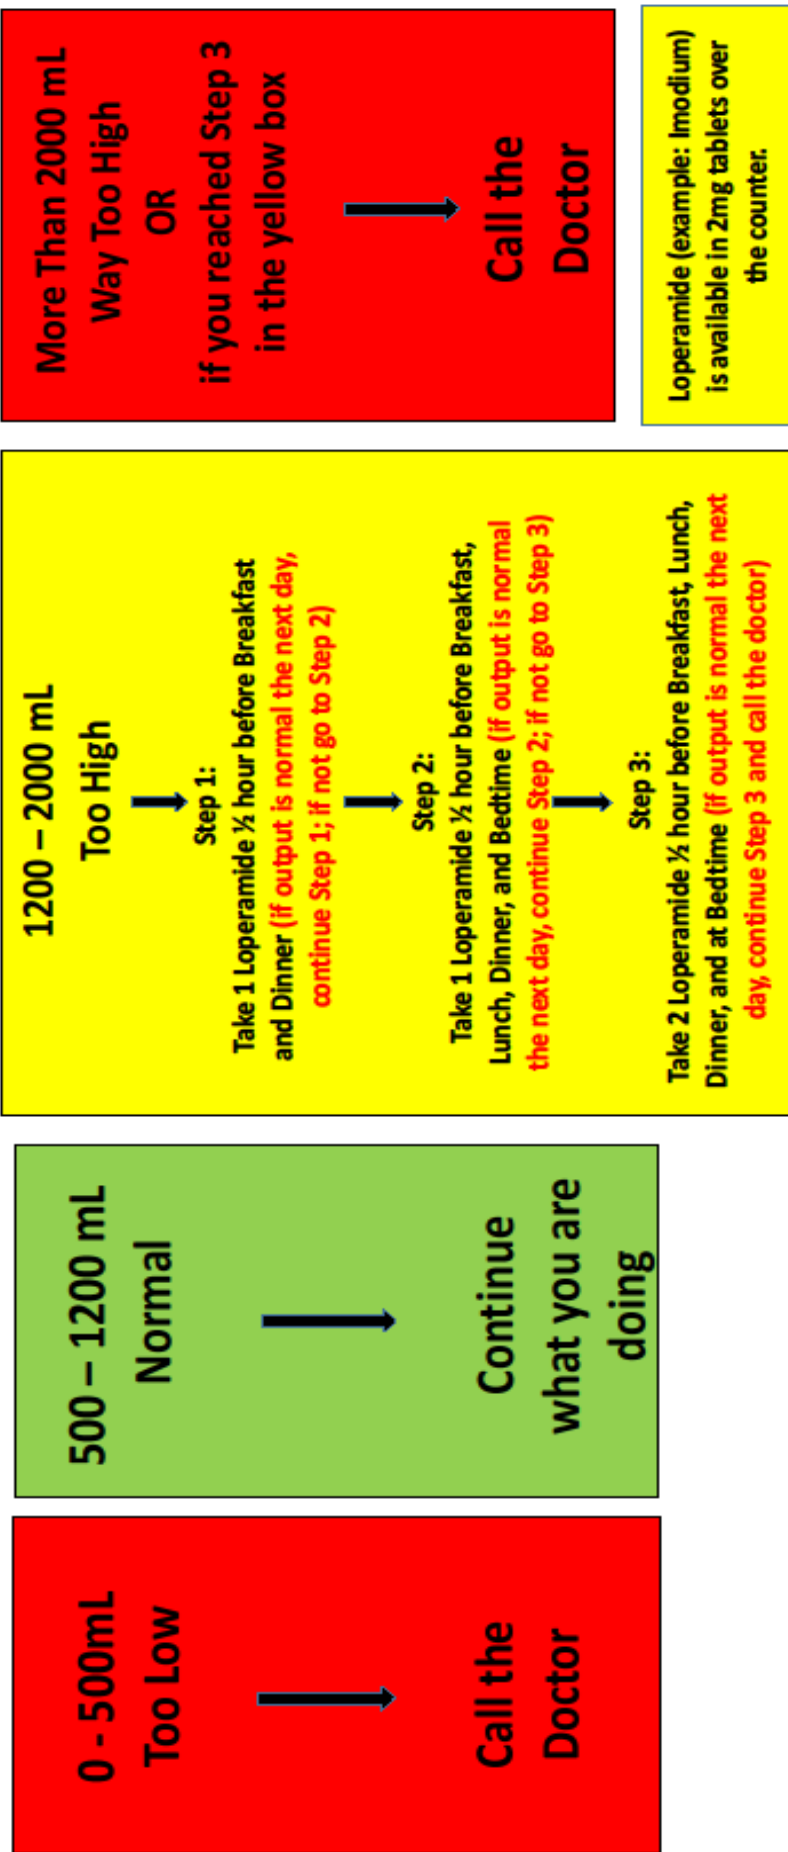 0 - 500mL
Too Low
Call the
Doctor
500 – 1200 mL
Normal
Continue
what you are
doing
1200 – 2000 mL
Too High
Step 1:
Take 1 Loperamide ½ hour before Breakfast
and Dinner (if output is normal the next day,
continue Step 1; if not go to Step 2)
Step 2:
Take 1 Loperamide ½ hour before Breakfast,
Lunch, Dinner, and Bedtime (if output is normal
the next day, continue Step 2; if not go to Step 3)
Step 3:
Take 2 Loperamide ½ hour before Breakfast, Lunch,
Dinner, and at Bedtime (if output is normal the next
day, continue Step 3 and call the doctor)
More Than 2000 mL
Way Too High
OR
if you reached Step 3
in the yellow box
Call the
Doctor
Loperamide (example: Imodium)
is available in 2mg tablets over
the counter.